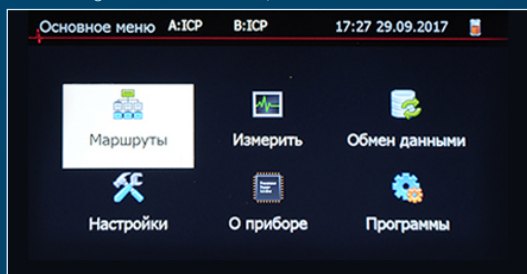 Основное меню A:ICP B:ICP 17:27 29.09.2017
Маршруты Измерить Обмен данными
Настройки О приборе Программы